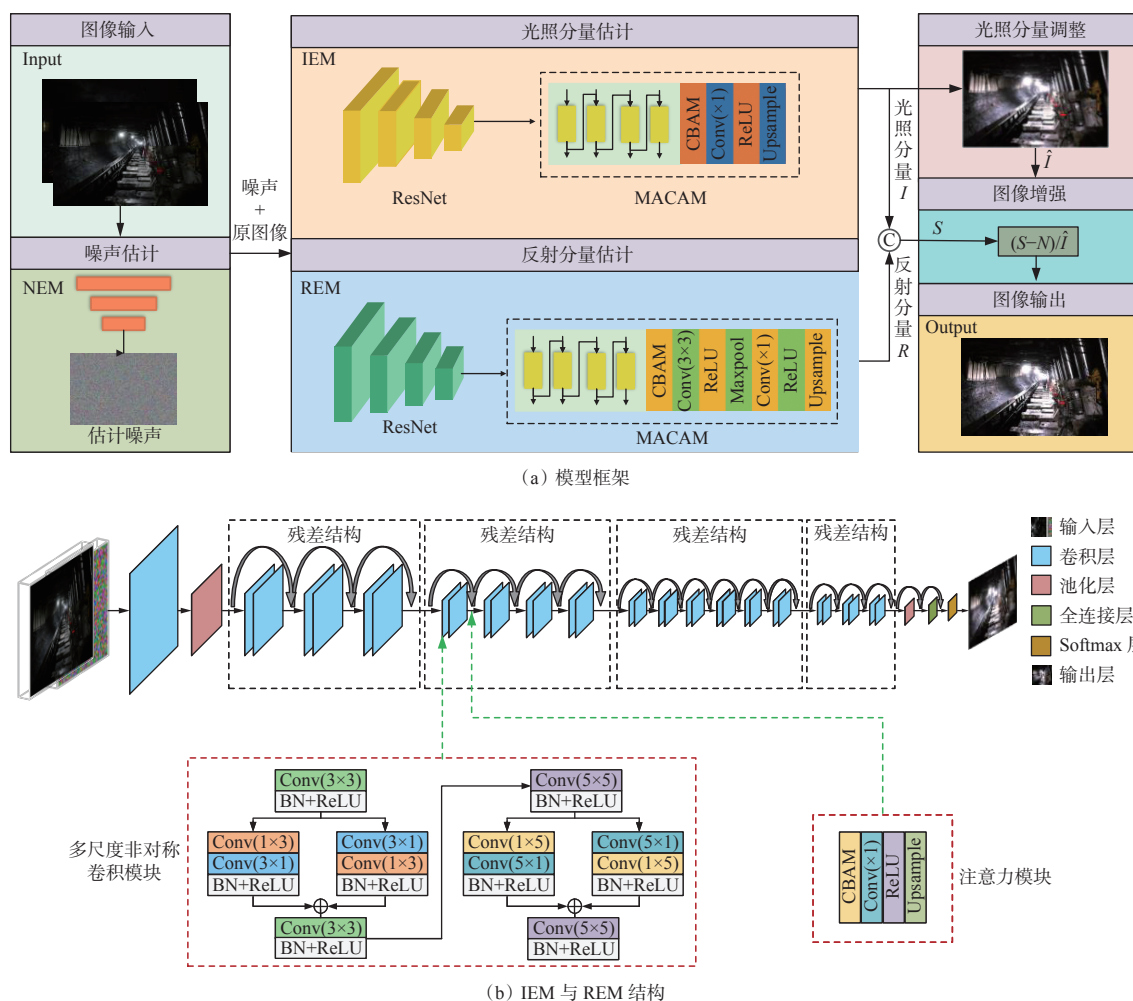 图像输入
Input
噪声估计
NEM
估计噪声
噪声
+
原图像
光照分量估计
IEM
ResNet
CBAM
Conv(×1)
ReLU
Upsample
MACAM
反射分量估计
REM
ResNet
CBAM
Conv(3×3)
ReLU
Maxpool
Conv(×1)
ReLU
Upsample
MACAM
光照分量 I
C
反射分量 R
S
光照分量调整
Î
图像增强
(S−N)/Î
图像输出
Output
(a) 模型框架
残差结构
残差结构
残差结构
残差结构
输入层
卷积层
池化层
全连接层
Softmax 层
输出层
多尺度非对称
卷积模块
Conv(3×3)
BN+ReLU
Conv(1×3)
Conv(3×1)
BN+ReLU
Conv(3×1)
Conv(1×3)
BN+ReLU
Conv(3×3)
BN+ReLU
Conv(5×5)
BN+ReLU
Conv(1×5)
Conv(5×1)
BN+ReLU
Conv(5×1)
Conv(1×5)
BN+ReLU
Conv(5×5)
BN+ReLU
CBAM
Conv(×1)
ReLU
Upsample
注意力模块
(b) IEM 与 REM 结构